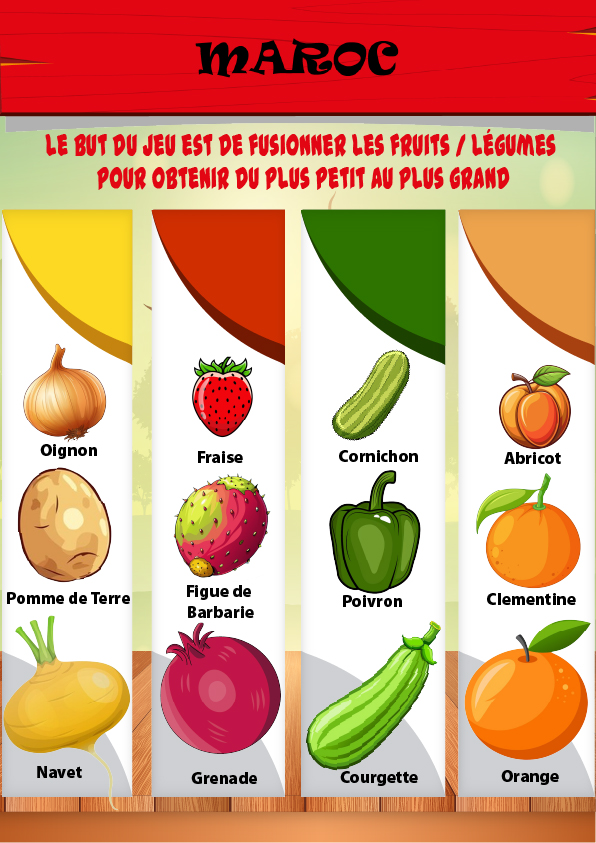 MAROC
LE BUT DU JEU EST DE FUSIONNER LES FRUITS / LÉGUMES
POUR OBTENIR DU PLUS PETIT AU PLUS GRAND
Oignon
Fraise
Cornichon
Abricot
Pomme de Terre
Figue de
Barbarie
Poivron
Clementine
Navet
Grenade
Courgette
Orange